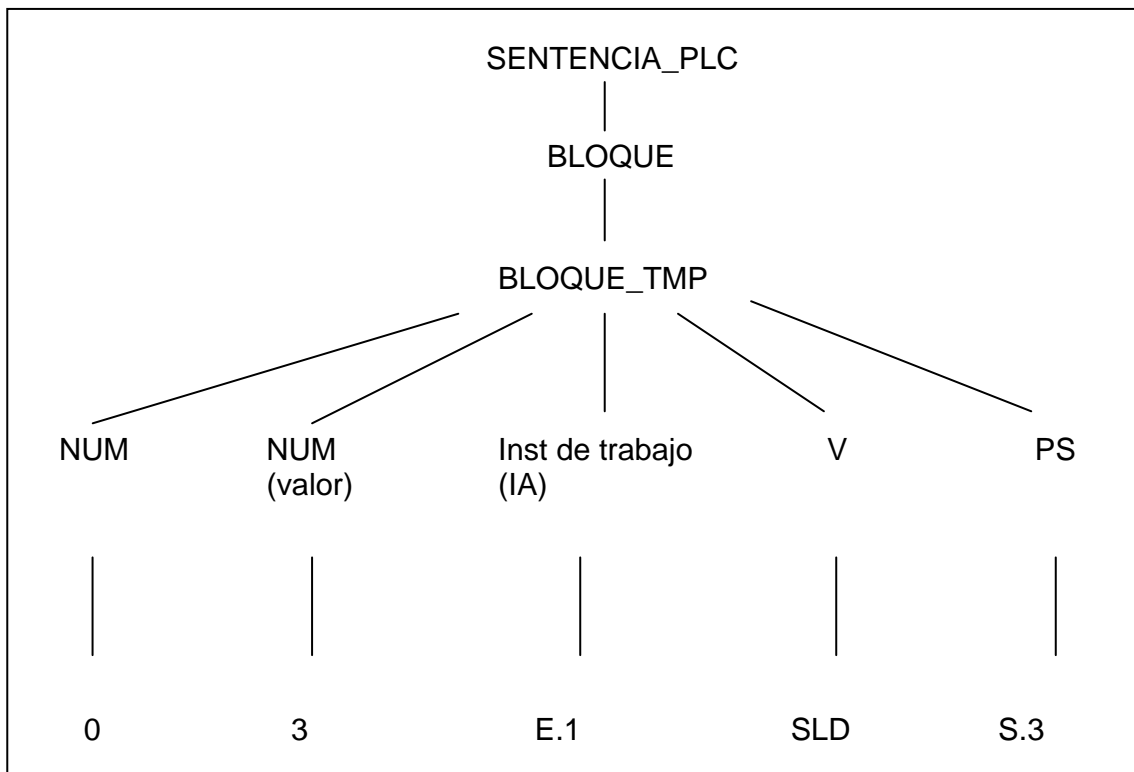 SENTENCIA_PLC
BLOQUE
BLOQUE_TMP
NUM NUM Inst de trabajo V PS
(valor) (IA)
0 3 E.1 SLD S.3